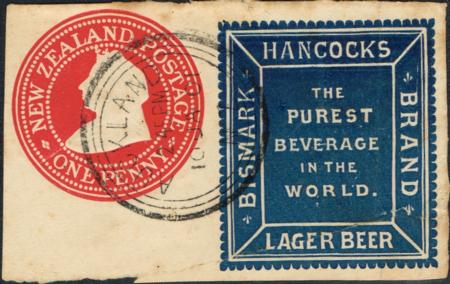 NEW ZEALAND POSTAGE
ONE PENNY
HANCOCKS
BISMARK
BRAND
THE
PUREST
BEVERAGE
IN THE
WORLD.
LAGER BEER